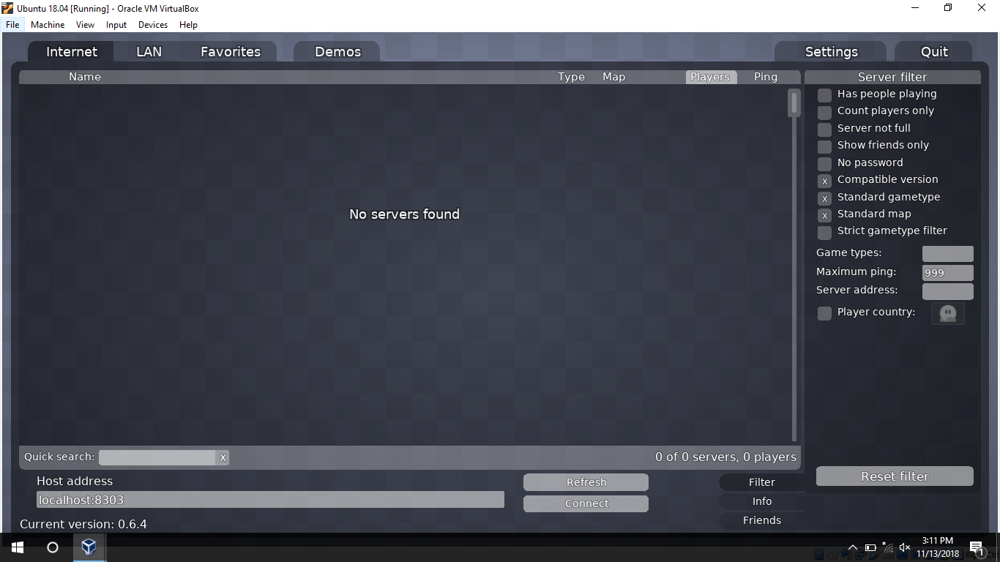 Ubuntu 18.04 [Running] - Oracle VM VirtualBox
File Machine View Input Devices Help
Internet LAN Favorites Demos Settings Quit
Name Type Map Players Ping
Server filter
Has people playing
Count players only
Server not full
Show friends only
No password
x Compatible version
x Standard gametype
x Standard map
Strict gametype filter
Game types:
Maximum ping: 999
Server address:
Player country:
Reset filter
No servers found
Quick search: x 0 of 0 servers, 0 players
Host address
localhost:8303
Refresh
Connect
Filter
Info
Friends
Current version: 0.6.4
3:11 PM
11/13/2018
1